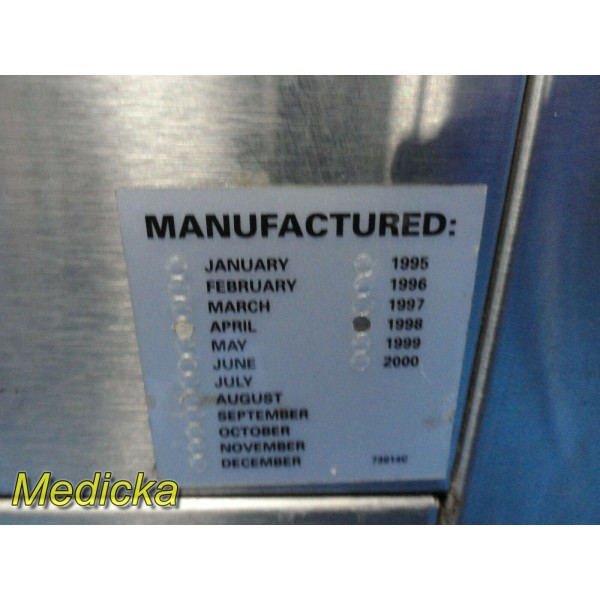 MANUFACTURED:
JANUARY 1995
FEBRUARY 1996
MARCH 1997
APRIL 1998
MAY 1999
JUNE 2000
JULY
AUGUST
SEPTEMBER
OCTOBER
NOVEMBER
DECEMBER
Medicka